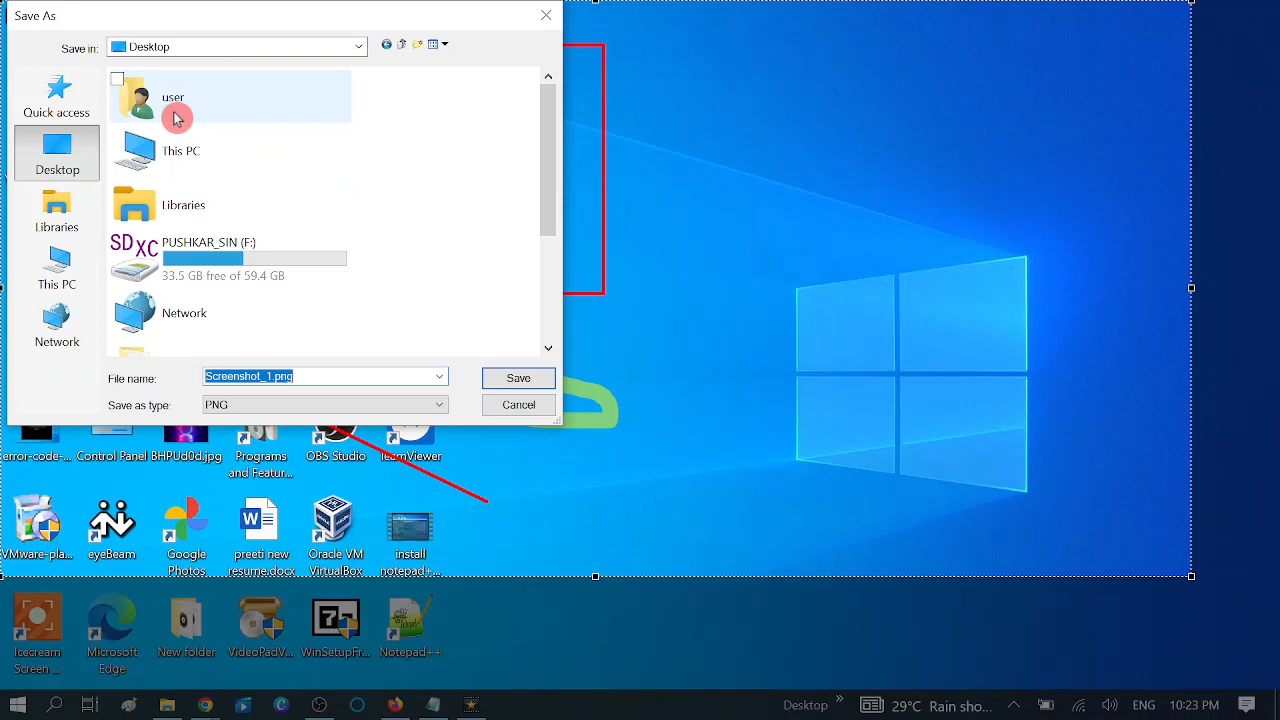 Save As
Save in:
Desktop
Quick access
Desktop
Libraries
This PC
Network
user
This PC
Libraries
SD XC
PUSHKAR_SIN (F:)
33.5 GB free of 59.4 GB
Network
File name:
Screenshot_1.png
Save
Save as type:
PNG
Cancel
error-code-...
Control Panel
BHPUd0d.jpg
Programs
and Featur...
OBS Studio
TeamViewer
VMware-pla...
eyeBeam
Google
Photos
preeti new
resume.docx
Oracle VM
VirtualBox
install
notepad+...
Icecream
Screen ...
Microsoft
Edge
New folder
VideoPadV...
WinSetupFr...
Notepad++
Desktop
»
29°C Rain sho...
ENG
10:23 PM